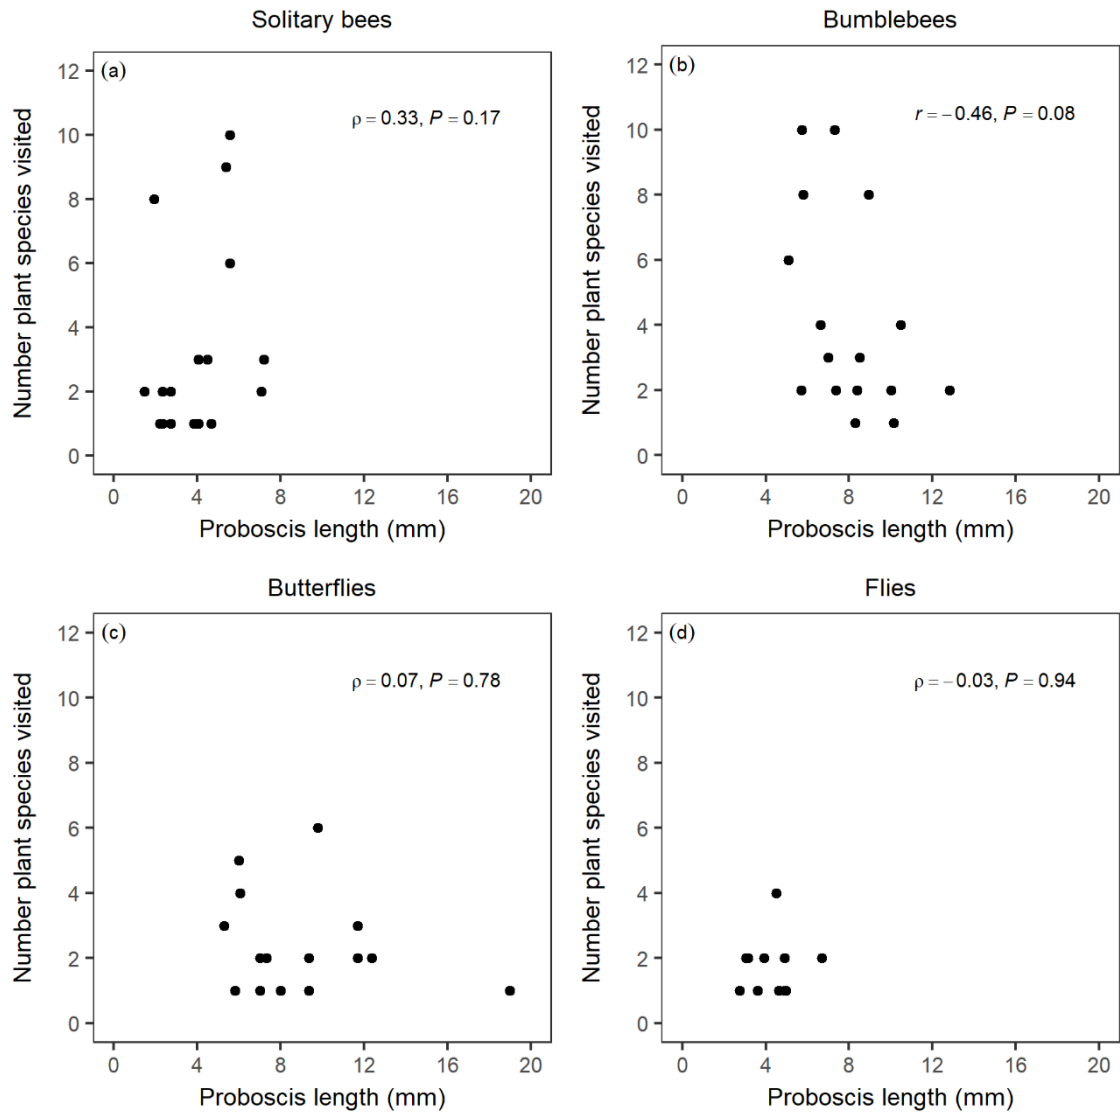 Solitary bees
(a)
ρ = 0.33, P = 0.17
12
10
8
6
4
2
0
Number plant species visited
0 4 8 12 16 20
Proboscis length (mm)
Bumblebees
(b)
r = −0.46, P = 0.08
12
10
8
6
4
2
0
Number plant species visited
0 4 8 12 16 20
Proboscis length (mm)
Butterflies
(c)
ρ = 0.07, P = 0.78
12
10
8
6
4
2
0
Number plant species visited
0 4 8 12 16 20
Proboscis length (mm)
Flies
(d)
ρ = −0.03, P = 0.94
12
10
8
6
4
2
0
Number plant species visited
0 4 8 12 16 20
Proboscis length (mm)